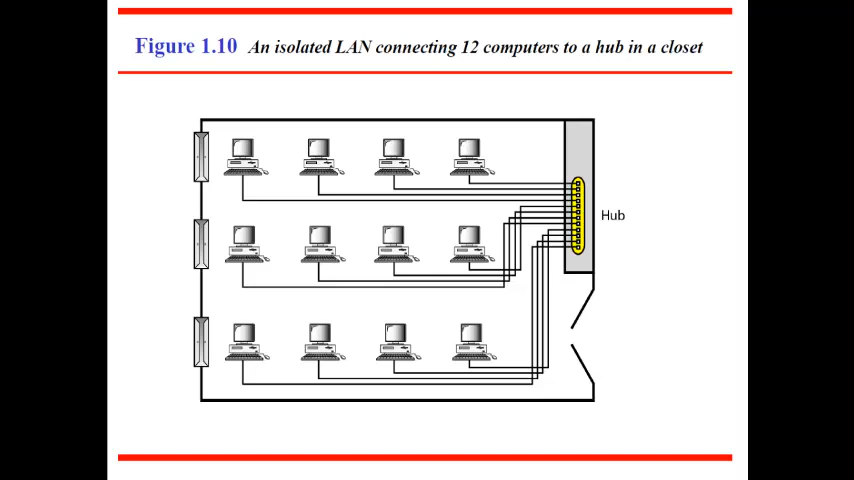 Figure 1.10 An isolated LAN connecting 12 computers to a hub in a closet
Hub